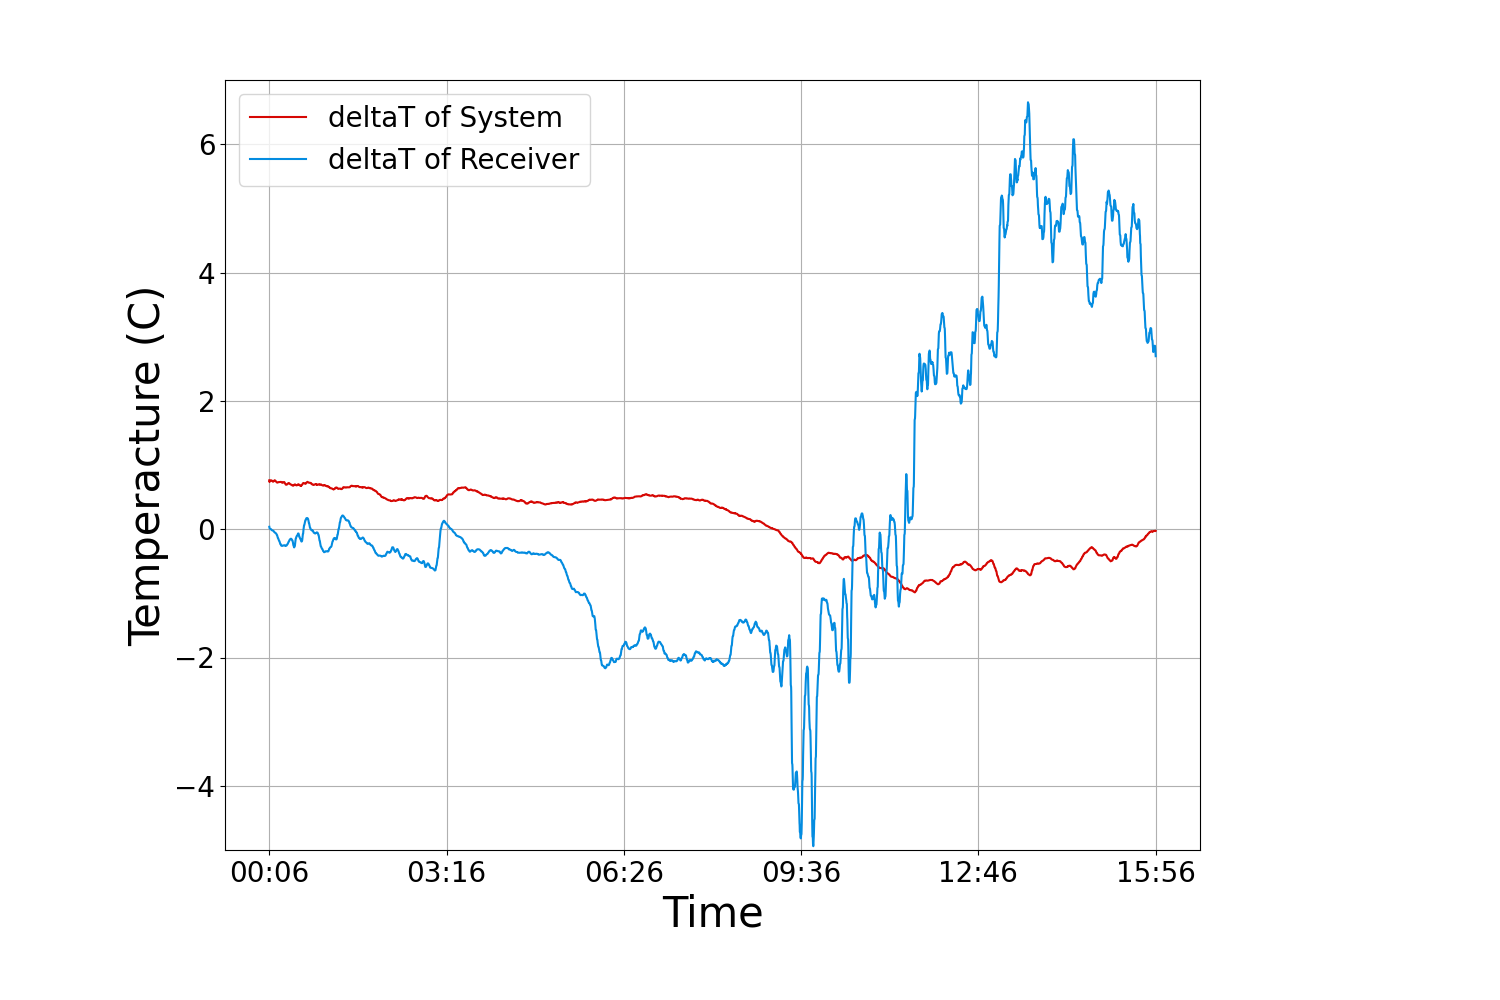 deltaT of System
deltaT of Receiver
6
4
2
0
−2
−4
Temperacture (C)
00:06 03:16 06:26 09:36 12:46 15:56
Time